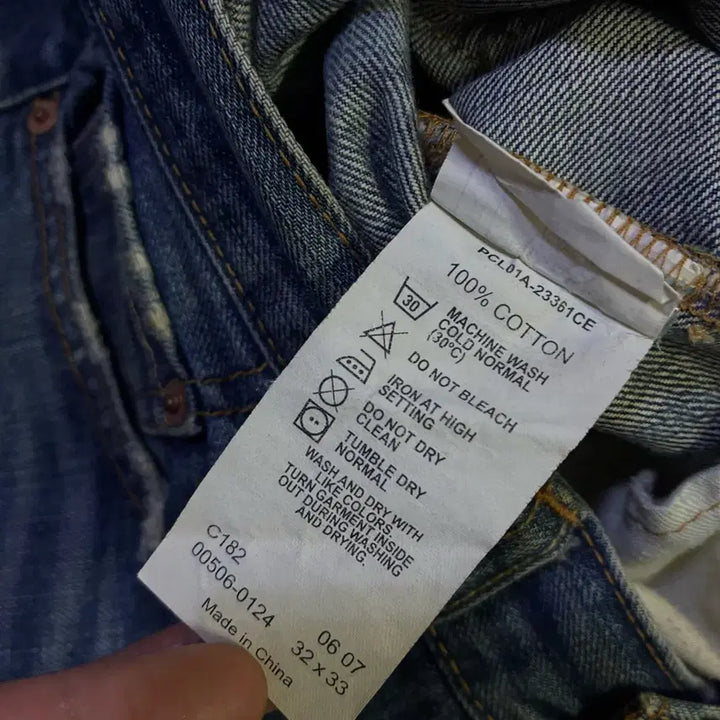 PCL01A-23361CE
100% COTTON
30
MACHINE WASH
COLD NORMAL
(30°C)
DO NOT BLEACH
IRON AT HIGH
SETTING
DO NOT DRY
CLEAN
TUMBLE DRY
NORMAL
WASH AND DRY WITH
LIKE COLORS
TURN GARMENT INSIDE
OUT DURING WASHING
AND DRYING.
C182
00506-0124
06 07
32 x 33
Made in China